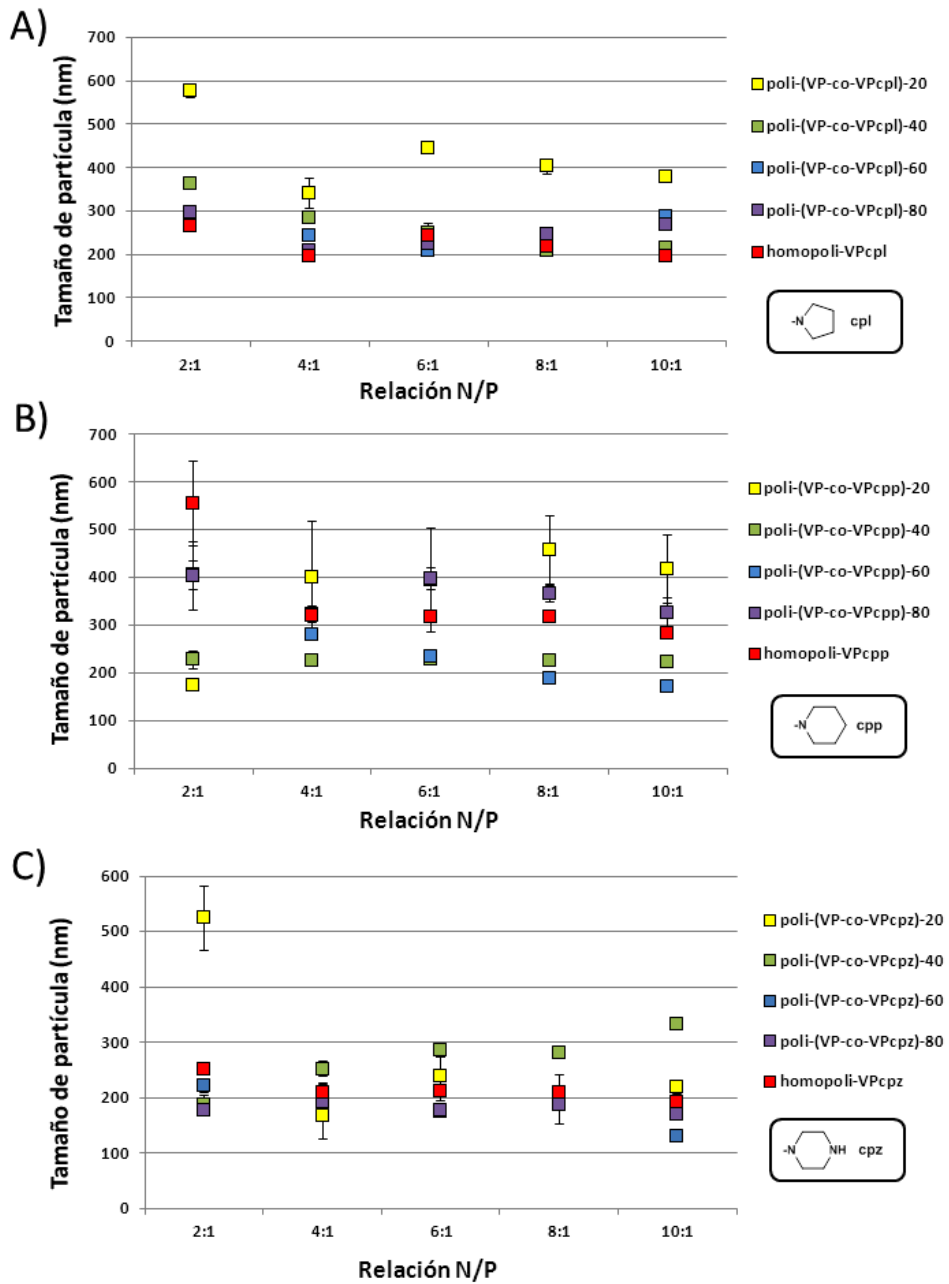 A)
Tamaño de partícula (nm)
700
600
500
400
300
200
100
0
2:1 4:1 6:1 8:1 10:1
Relación N/P
poli-(VP-co-VPcpl)-20
poli-(VP-co-VPcpl)-40
poli-(VP-co-VPcpl)-60
poli-(VP-co-VPcpl)-80
homopoli-VPcpl
-N cpl
B)
Tamaño de partícula (nm)
700
600
500
400
300
200
100
0
2:1 4:1 6:1 8:1 10:1
Relación N/P
poli-(VP-co-VPcpp)-20
poli-(VP-co-VPcpp)-40
poli-(VP-co-VPcpp)-60
poli-(VP-co-VPcpp)-80
homopoli-VPcpp
-N cpp
C)
Tamaño de partícula (nm)
600
500
400
300
200
100
0
2:1 4:1 6:1 8:1 10:1
Relación N/P
poli-(VP-co-VPcpz)-20
poli-(VP-co-VPcpz)-40
poli-(VP-co-VPcpz)-60
poli-(VP-co-VPcpz)-80
homopoli-VPcpz
-N NH cpz